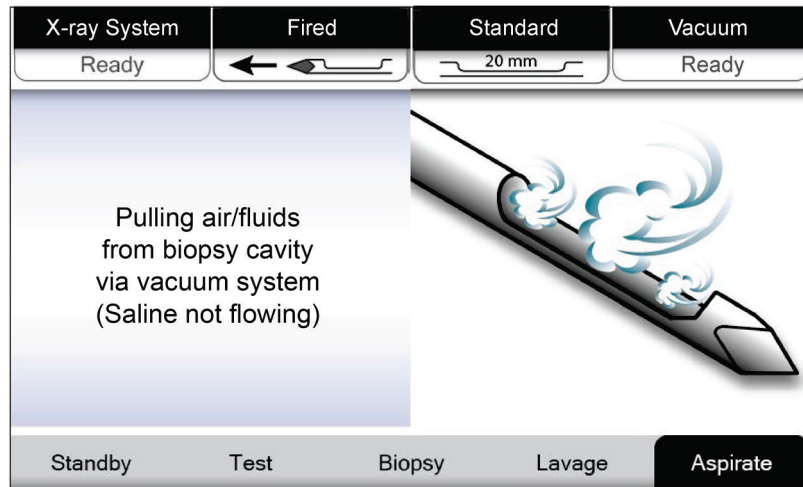 X-ray System
Fired
Standard
Vacuum
Ready
20 mm
Ready
Pulling air/fluids
from biopsy cavity
via vacuum system
(Saline not flowing)
Standby
Test
Biopsy
Lavage
Aspirate